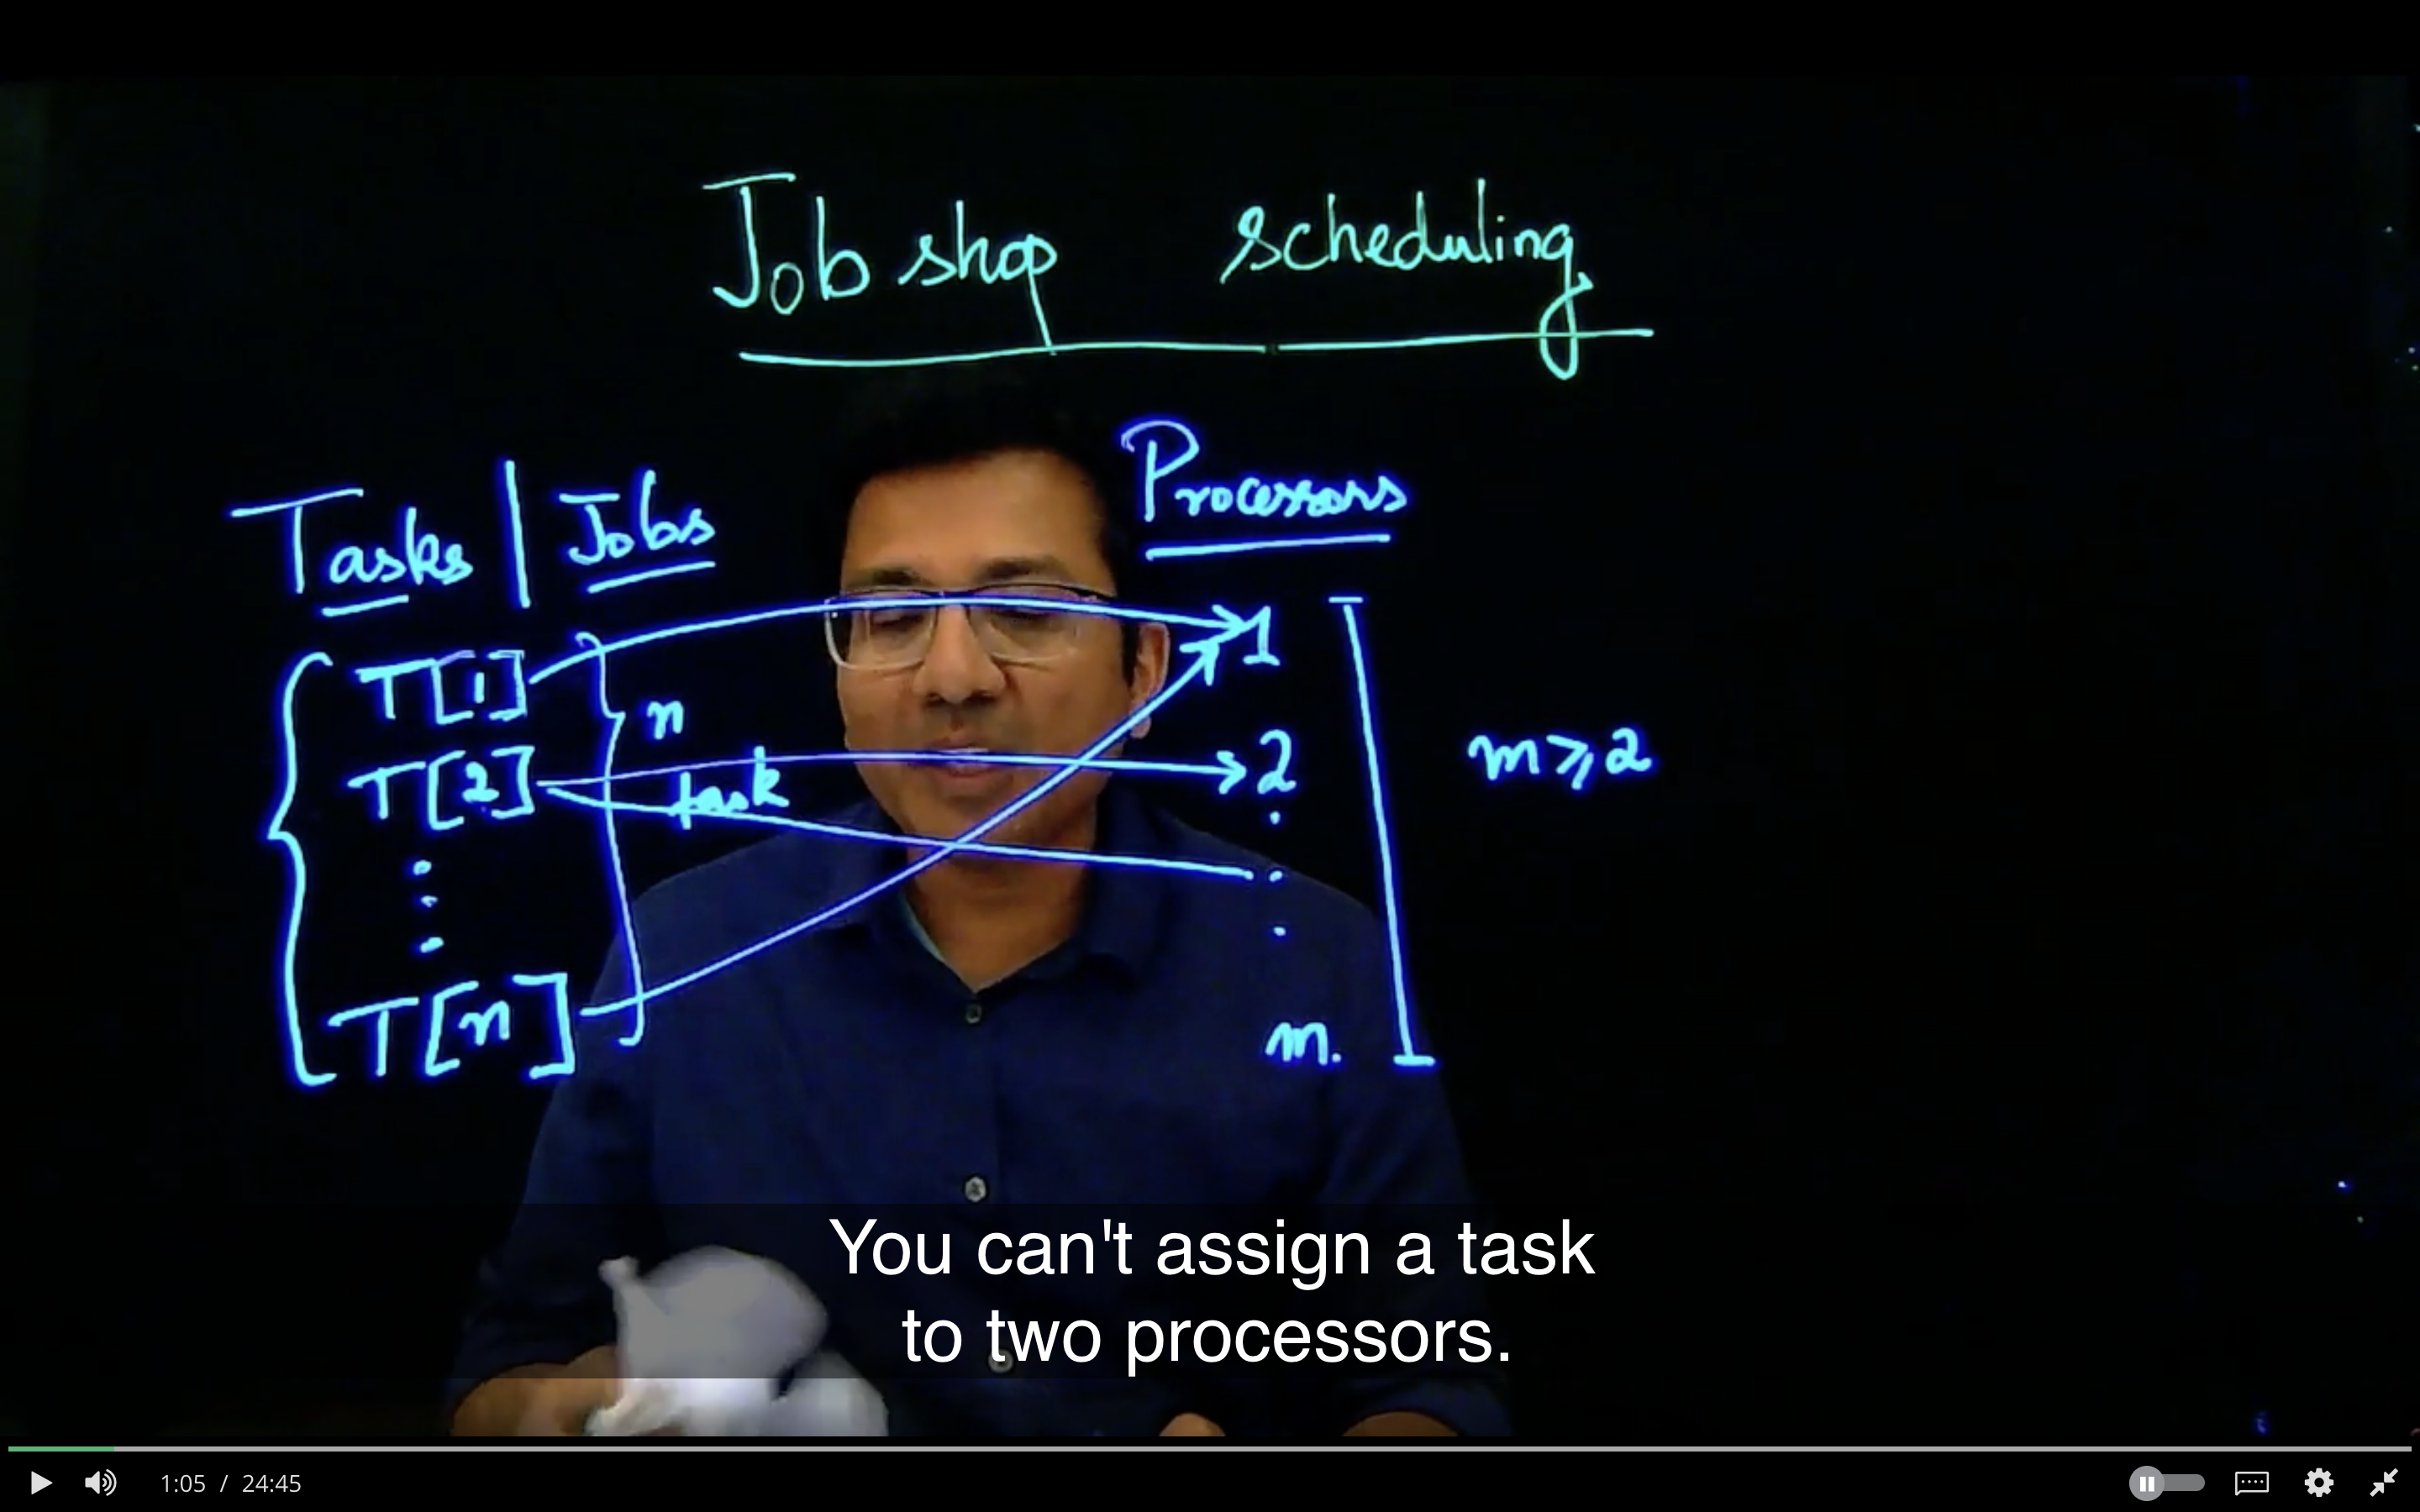 Job shop scheduling
Tasks | Jobs
Processors
T[1]
1
n
task
T[2]
2
m ⩾ 2
T[n]
m.
You can't assign a task
to two processors.
1:05 / 24:45